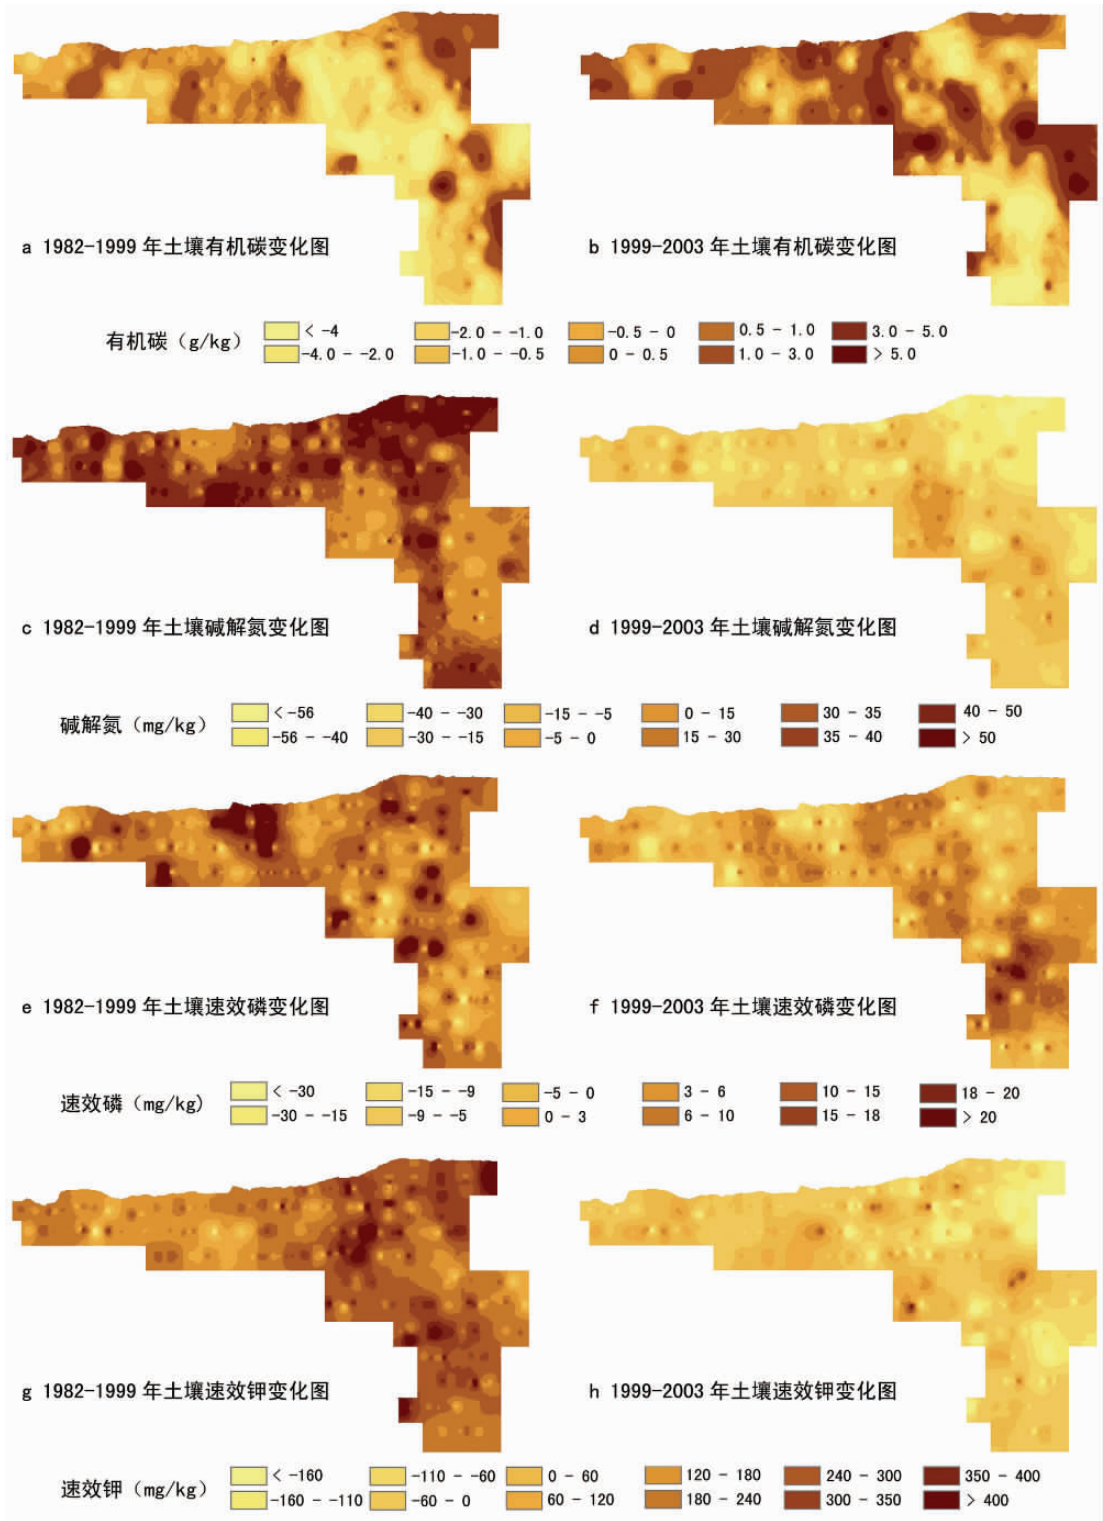 a 1982-1999 年土壤有机碳变化图
b 1999-2003 年土壤有机碳变化图
有机碳（g/kg）
< -4
-2.0 - -1.0
-0.5 - 0
0.5 - 1.0
3.0 - 5.0
-4.0 - -2.0
-1.0 - -0.5
0 - 0.5
1.0 - 3.0
> 5.0
c 1982-1999 年土壤碱解氮变化图
d 1999-2003 年土壤碱解氮变化图
碱解氮（mg/kg）
< -56
-40 - -30
-15 - -5
0 - 15
30 - 35
40 - 50
-56 - -40
-30 - -15
-5 - 0
15 - 30
35 - 40
> 50
e 1982-1999 年土壤速效磷变化图
f 1999-2003 年土壤速效磷变化图
速效磷（mg/kg)
< -30
-15 - -9
-5 - 0
3 - 6
10 - 15
18 - 20
-30 - -15
-9 - -5
0 - 3
6 - 10
15 - 18
> 20
g 1982-1999 年土壤速效钾变化图
h 1999-2003 年土壤速效钾变化图
速效钾（mg/kg）
< -160
-110 - -60
0 - 60
120 - 180
240 - 300
350 - 400
-160 - -110
-60 - 0
60 - 120
180 - 240
300 - 350
> 400